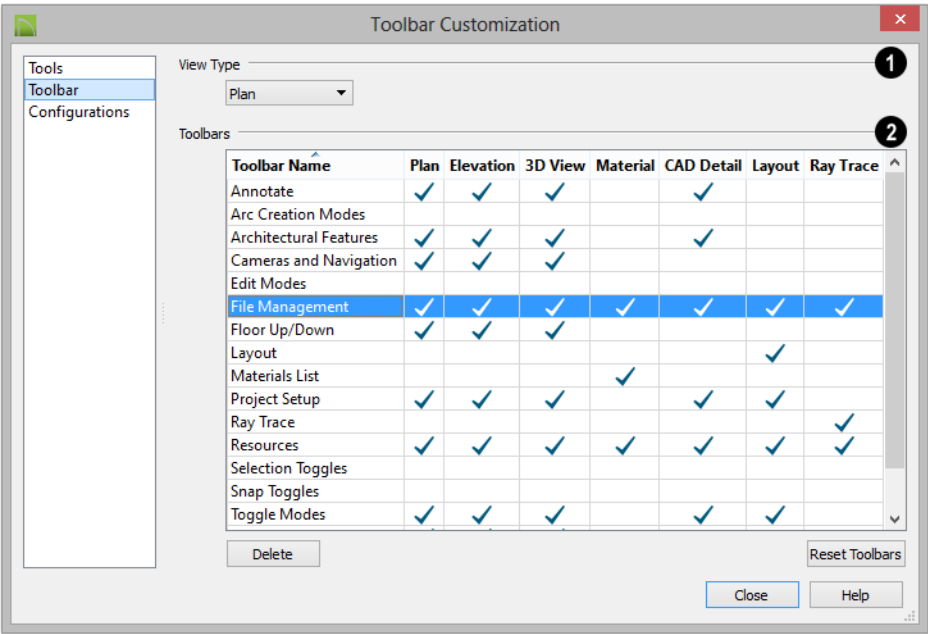 Toolbar Customization
Tools
Toolbar
Configurations
View Type
1
Plan
Toolbars
2
Toolbar Name Plan Elevation 3D View Material CAD Detail Layout Ray Trace
Annotate
Arc Creation Modes
Architectural Features
Cameras and Navigation
Edit Modes
File Management
Floor Up/Down
Layout
Materials List
Project Setup
Ray Trace
Resources
Selection Toggles
Snap Toggles
Toggle Modes
Delete Reset Toolbars
Close Help